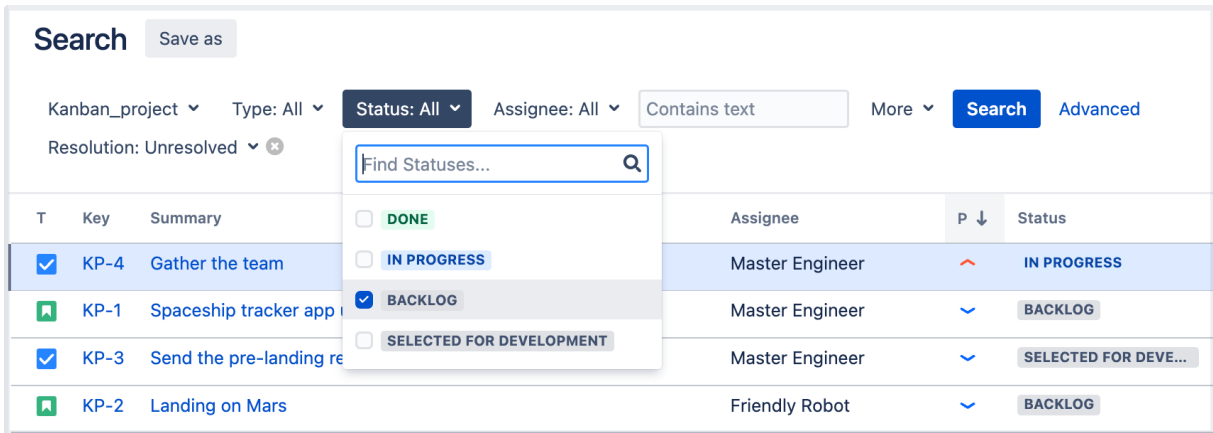 Search Save as
Kanban_project Type: All Status: All Assignee: All Contains text More Search Advanced
Resolution: Unresolved
Find Statuses...
DONE
IN PROGRESS
BACKLOG
SELECTED FOR DEVELOPMENT
T Key Summary Assignee P Status
KP-4 Gather the team Master Engineer IN PROGRESS
KP-1 Spaceship tracker app Master Engineer BACKLOG
KP-3 Send the pre-landing re Master Engineer SELECTED FOR DEVE...
KP-2 Landing on Mars Friendly Robot BACKLOG